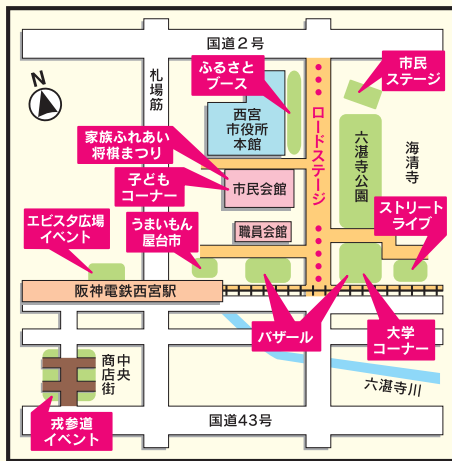 国道2号
N
札場筋
ふるさと
ブース
市民
ステージ
西宮
市役所
本館
ロードステージ
六湛寺公園
海清寺
家族ふれあい
将棋まつり
子ども
コーナー
市民会館
職員会館
うまいもん
屋台市
ストリート
ライブ
エビスタ広場
イベント
阪神電鉄西宮駅
バザール
大学
コーナー
中央
商店街
六湛寺川
戎参道
イベント
国道43号